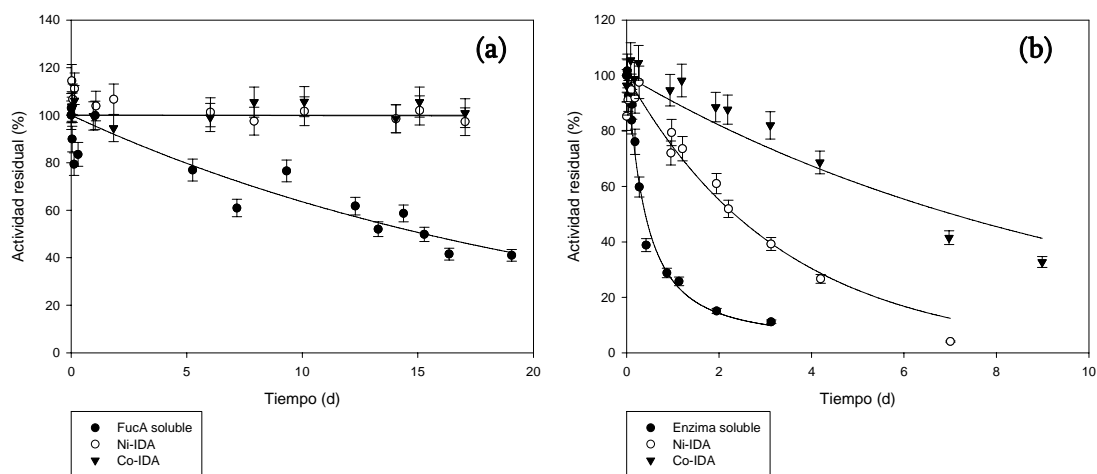 (a)
Actividad residual (%)
140
120
100
80
60
40
20
0
0 5 10 15 20
Tiempo (d)
FucA soluble
Ni-IDA
Co-IDA
(b)
Actividad residual (%)
120
100
80
60
40
20
0
0 2 4 6 8 10
Tiempo (d)
Enzima soluble
Ni-IDA
Co-IDA